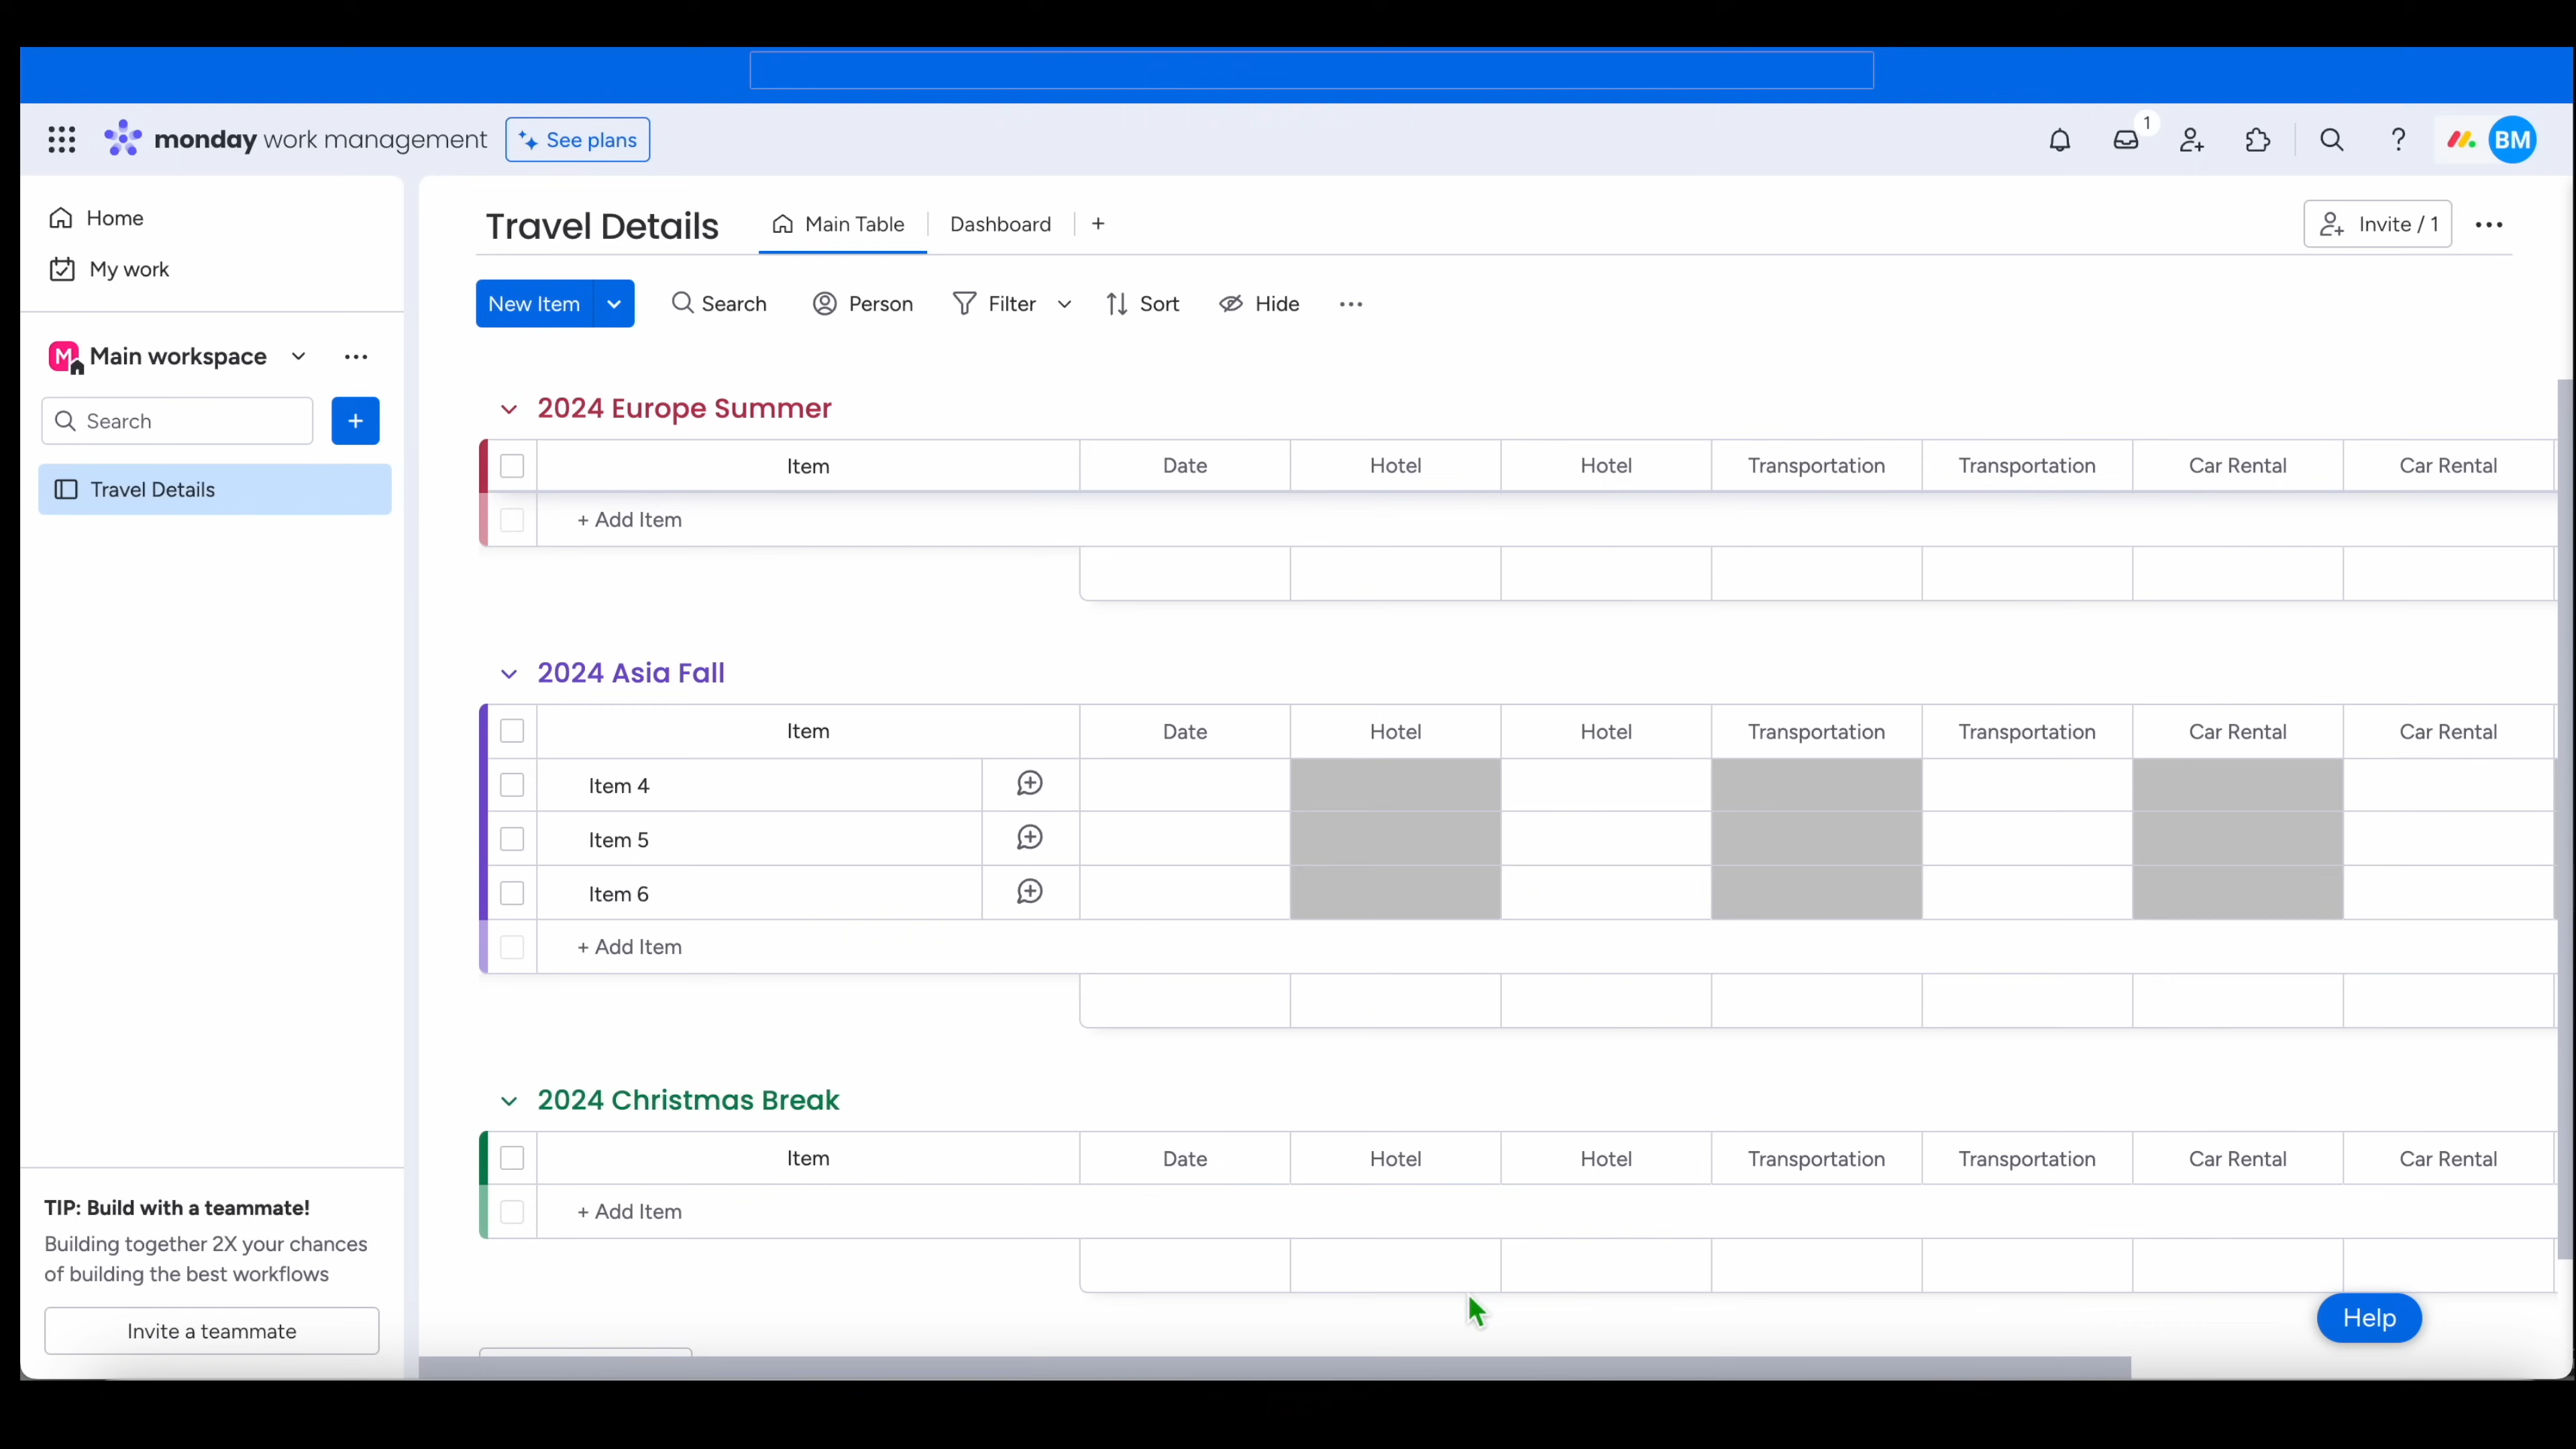 monday work management
See plans
1
BM
Home
My work
M Main workspace
Search
Travel Details
TIP: Build with a teammate!
Building together 2X your chances
of building the best workflows
Invite a teammate
Travel Details
Main Table
Dashboard
+
Invite / 1
New Item
Search
Person
Filter
Sort
Hide
2024 Europe Summer
Item Date Hotel Hotel Transportation Transportation Car Rental Car Rental
+ Add Item
2024 Asia Fall
Item Date Hotel Hotel Transportation Transportation Car Rental Car Rental
Item 4
Item 5
Item 6
+ Add Item
2024 Christmas Break
Item Date Hotel Hotel Transportation Transportation Car Rental Car Rental
+ Add Item
Help